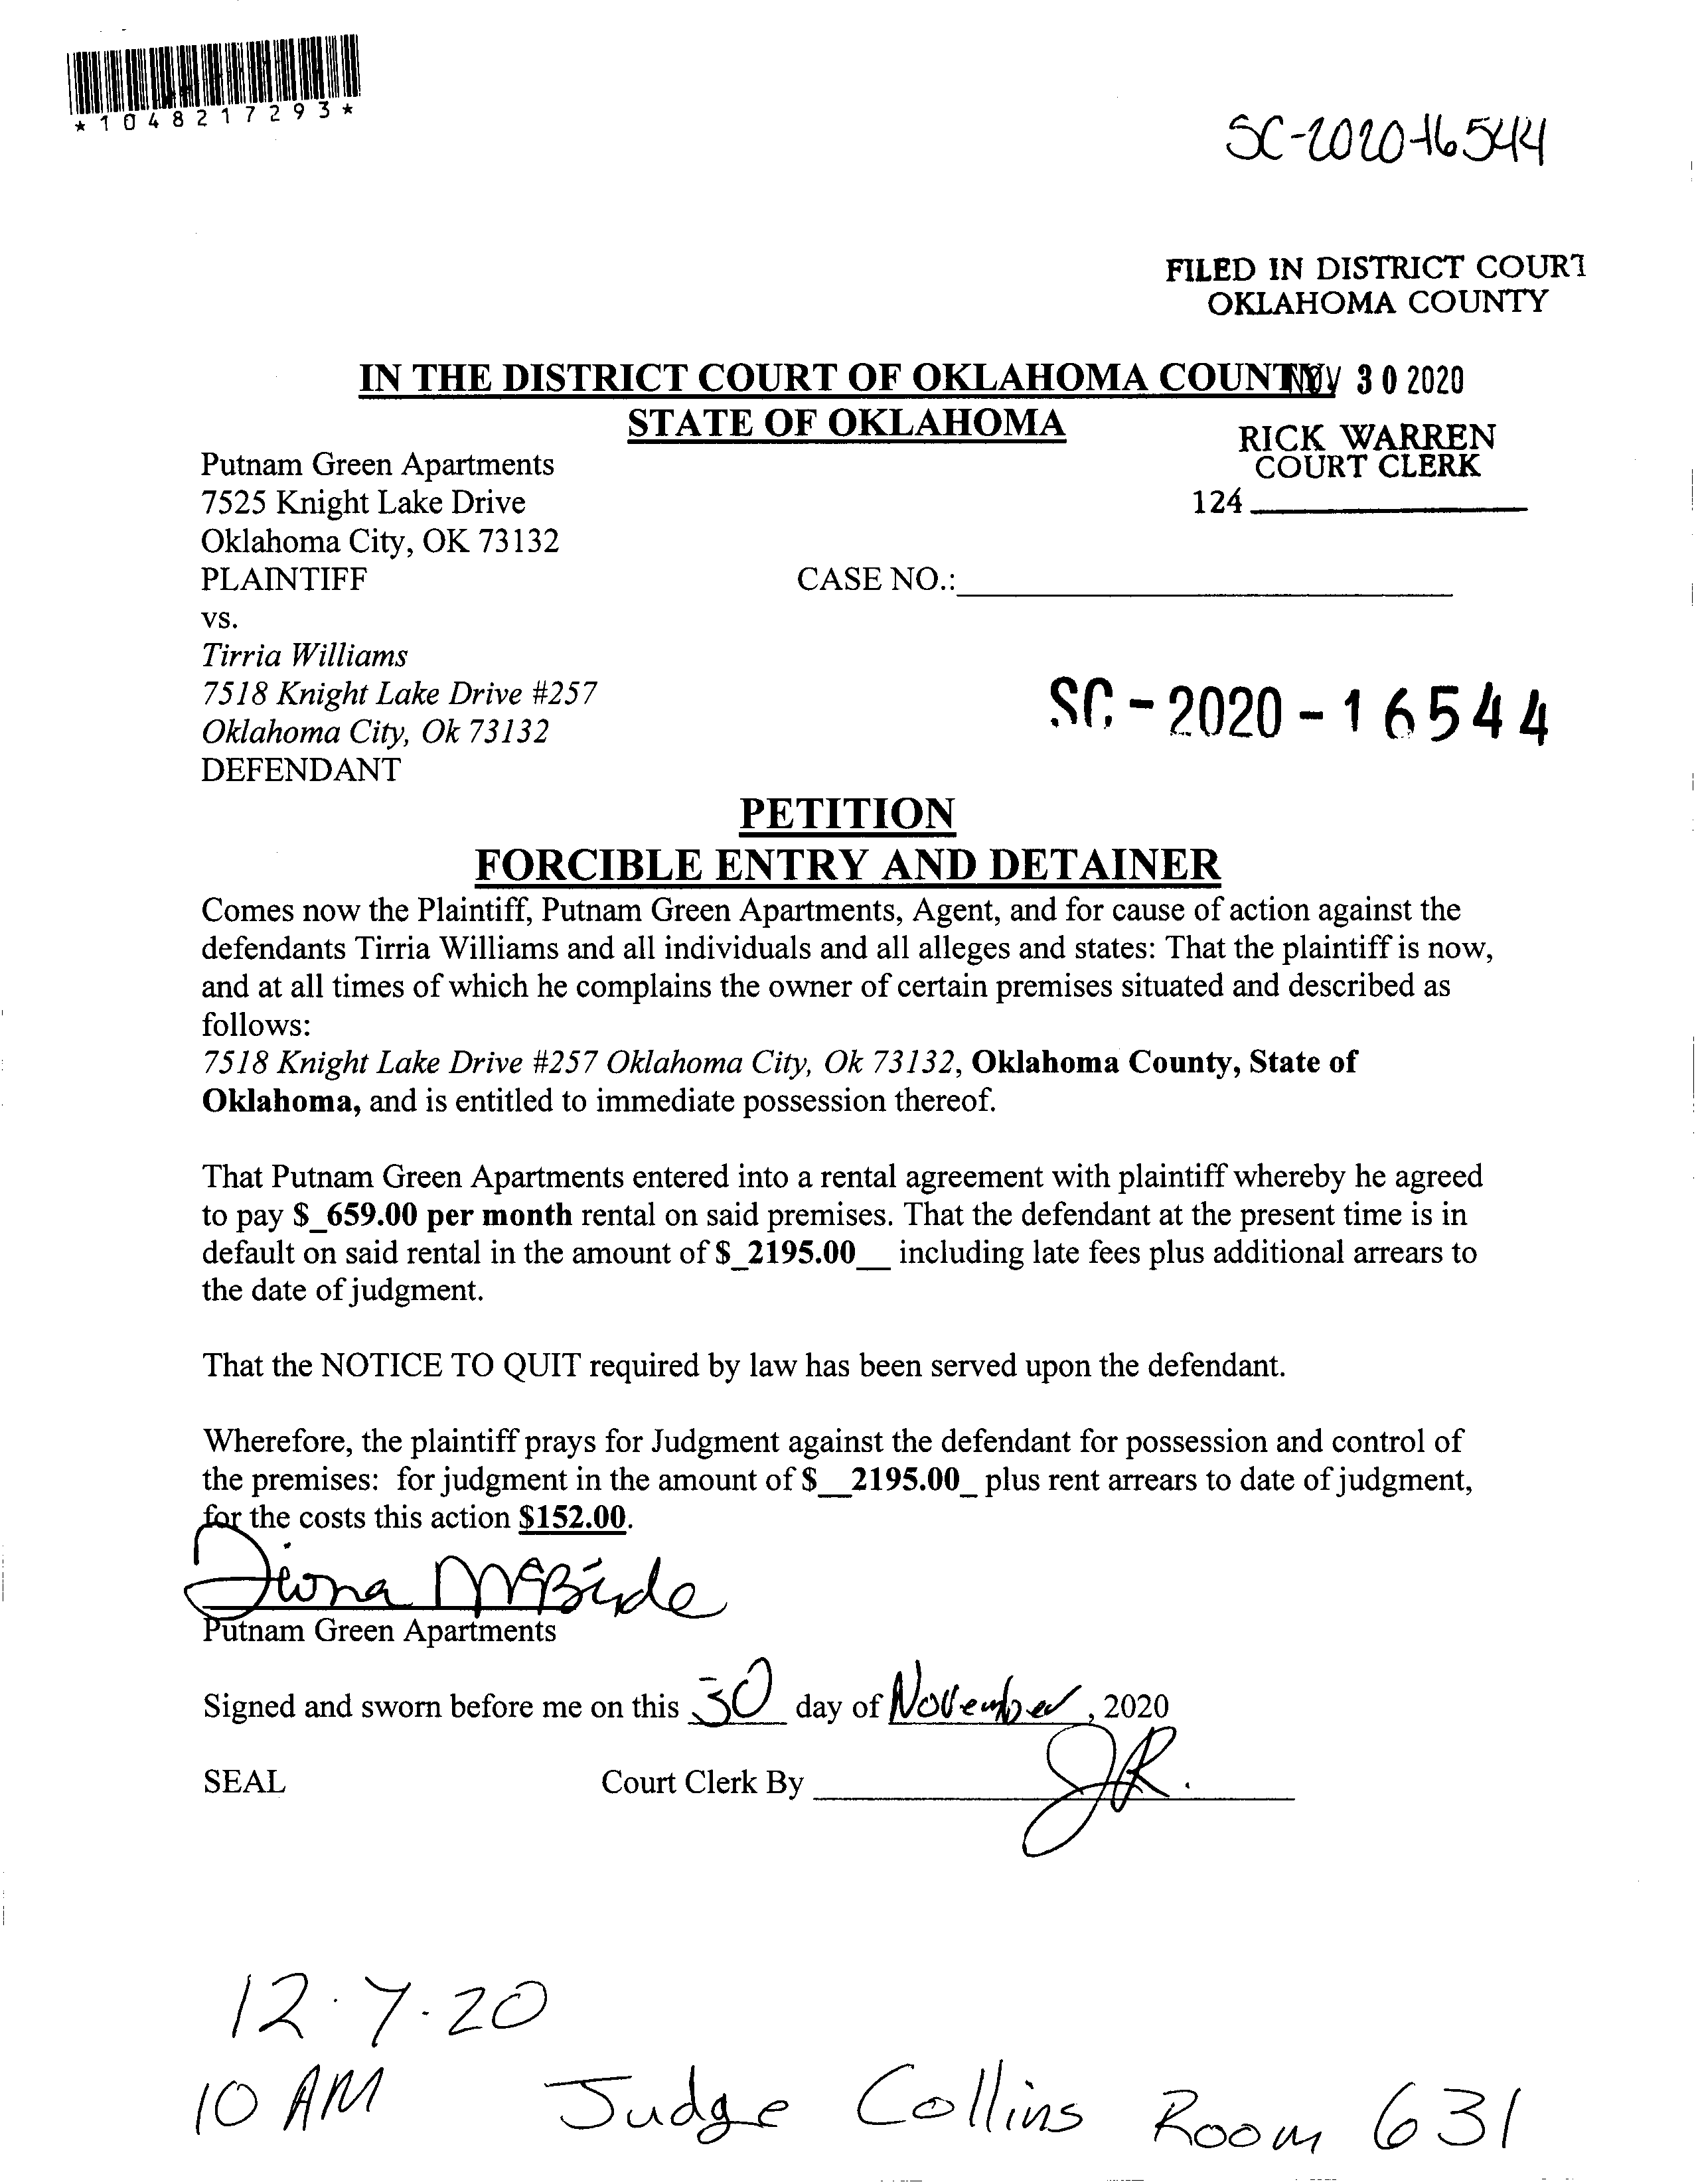 *1048217293*
SC-2020-16544
FILED IN DISTRICT COURT
OKLAHOMA COUNTY
IN THE DISTRICT COURT OF OKLAHOMA COUNTY NOV 30 2020
STATE OF OKLAHOMA
RICK WARREN
COURT CLERK
Putnam Green Apartments
7525 Knight Lake Drive
124
Oklahoma City, OK 73132
PLAINTIFF
CASE NO.:
vs.
Tirria Williams
7518 Knight Lake Drive #257
SC-2020-16544
Oklahoma City, Ok 73132
DEFENDANT
PETITION
FORCIBLE ENTRY AND DETAINER
Comes now the Plaintiff, Putnam Green Apartments, Agent, and for cause of action against the
defendants Tirria Williams and all individuals and all alleges and states: That the plaintiff is now,
and at all times of which he complains the owner of certain premises situated and described as
follows:
7518 Knight Lake Drive #257 Oklahoma City, Ok 73132, Oklahoma County, State of
Oklahoma, and is entitled to immediate possession thereof.
That Putnam Green Apartments entered into a rental agreement with plaintiff whereby he agreed
to pay $_659.00 per month rental on said premises. That the defendant at the present time is in
default on said rental in the amount of $_2195.00__ including late fees plus additional arrears to
the date of judgment.
That the NOTICE TO QUIT required by law has been served upon the defendant.
Wherefore, the plaintiff prays for Judgment against the defendant for possession and control of
the premises: for judgment in the amount of $__2195.00_ plus rent arrears to date of judgment,
for the costs this action $152.00.
Putnam Green Apartments
Signed and sworn before me on this 30 day of November, 2020
SEAL Court Clerk By JR.
12.7.20
10 AM Judge Collins Room 631